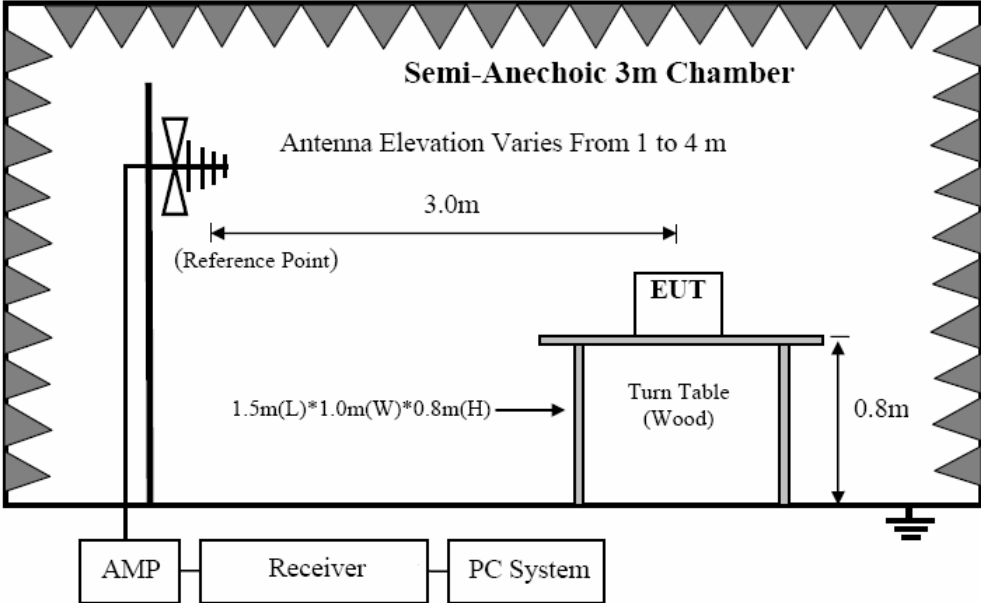 Semi-Anechoic 3m Chamber
Antenna Elevation Varies From 1 to 4 m
3.0m
(Reference Point)
EUT
1.5m(L)*1.0m(W)*0.8m(H)
Turn Table
(Wood)
0.8m
AMP
Receiver
PC System